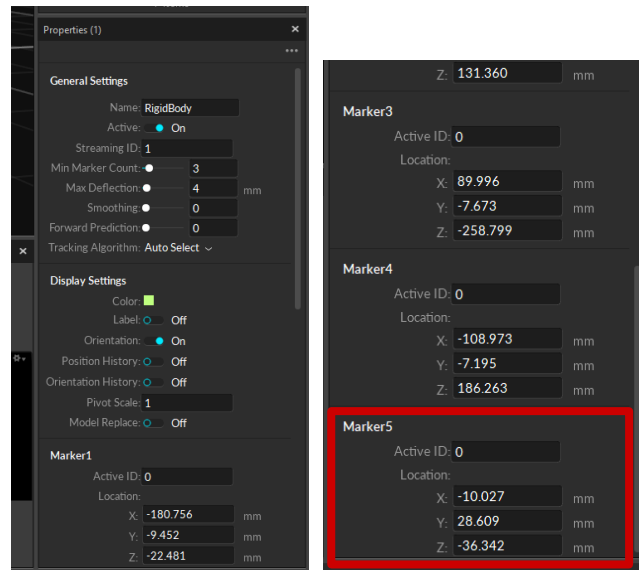 Properties (1)
×
...
General Settings
Name: RigidBody
Active: On
Streaming ID: 1
Min Marker Count: 3
Max Deflection: 4 mm
Smoothing: 0
Forward Prediction: 0
Tracking Algorithm: Auto Select
Display Settings
Color:
Label: Off
Orientation: On
Position History: Off
Orientation History: Off
Pivot Scale: 1
Model Replace: Off
Marker1
Active ID: 0
Location:
X: -180.756 mm
Y: -9.452 mm
Z: -22.481 mm
Z: 131.360 mm
Marker3
Active ID: 0
Location:
X: 89.996 mm
Y: -7.673 mm
Z: -258.799 mm
Marker4
Active ID: 0
Location:
X: -108.973 mm
Y: -7.195 mm
Z: 186.263 mm
Marker5
Active ID: 0
Location:
X: -10.027 mm
Y: 28.609 mm
Z: -36.342 mm